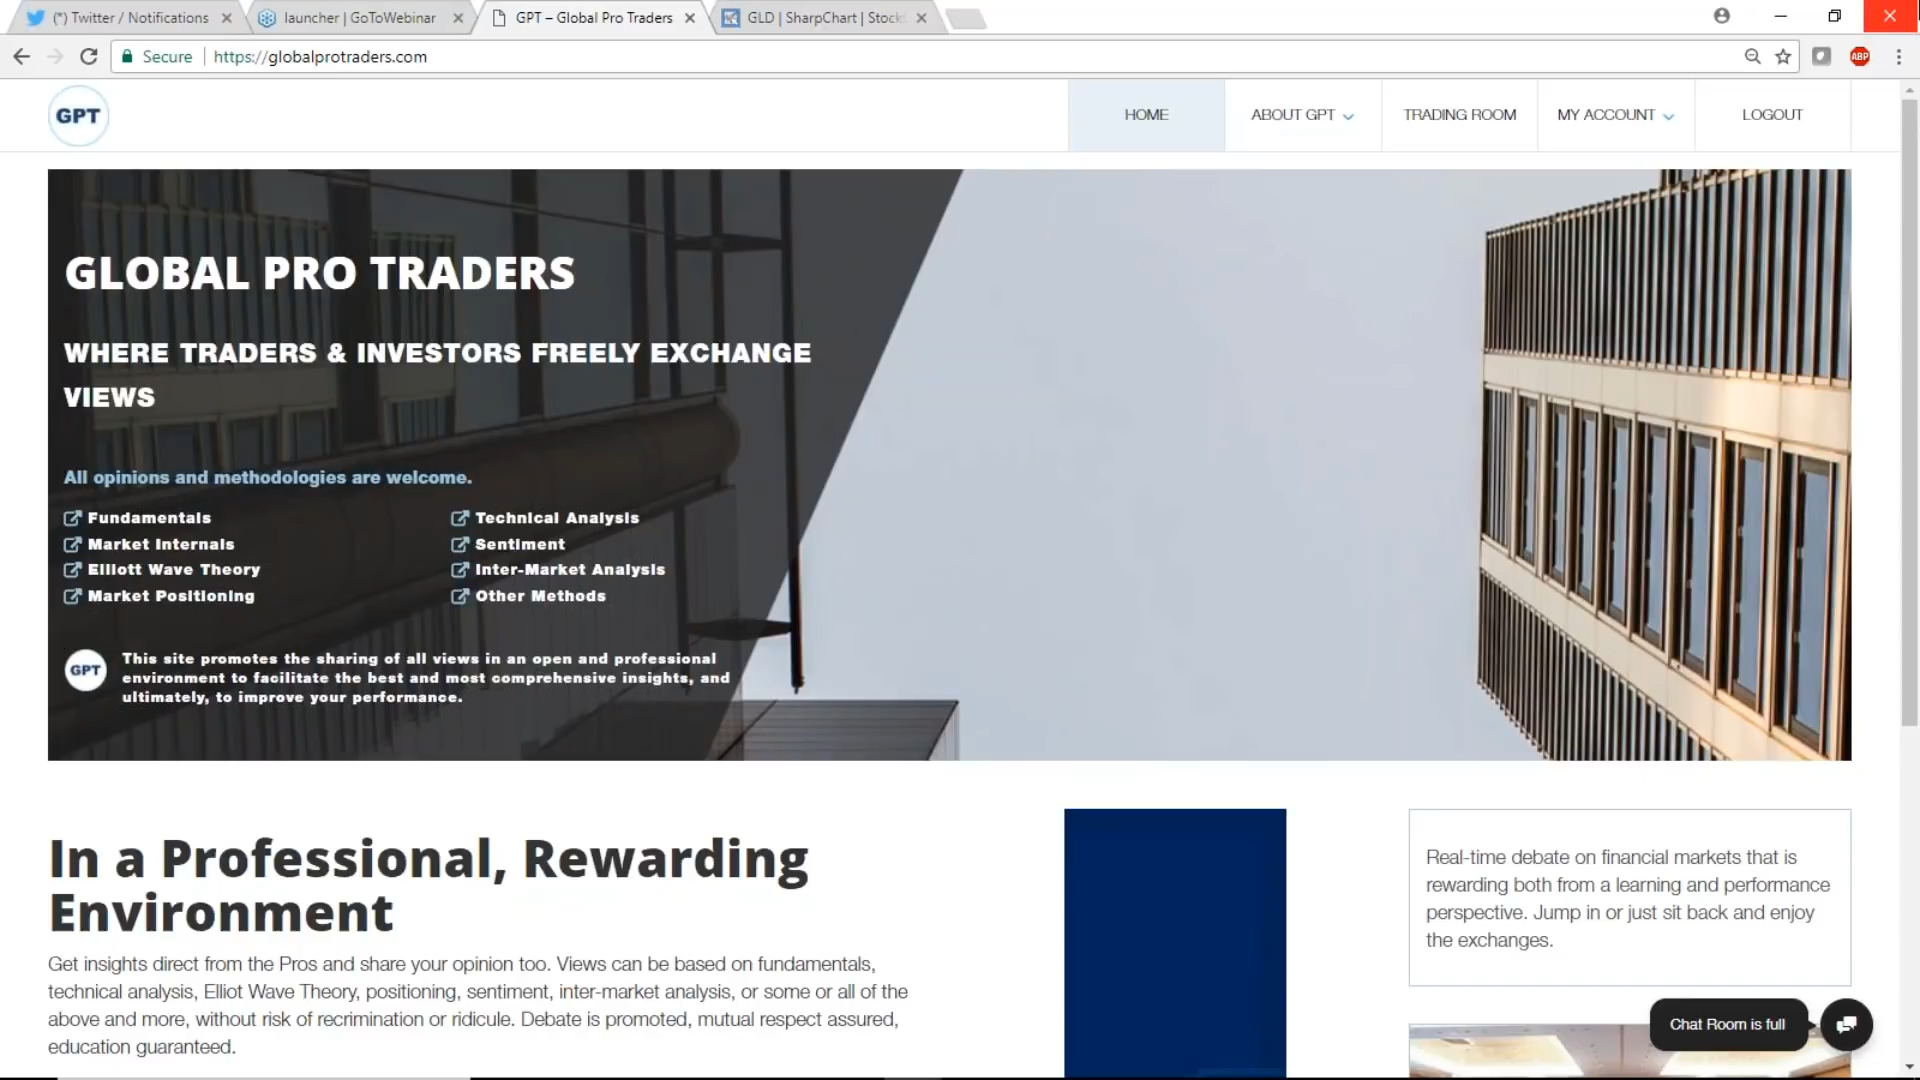 (*) Twitter / Notifications
launcher | GoToWebinar
GPT – Global Pro Traders
GLD | SharpChart | Stock
Secure
https://globalprotraders.com
ABP
GPT
HOME
ABOUT GPT
TRADING ROOM
MY ACCOUNT
LOGOUT
GLOBAL PRO TRADERS
WHERE TRADERS & INVESTORS FREELY EXCHANGE
VIEWS
All opinions and methodologies are welcome.
Fundamentals
Technical Analysis
Market Internals
Sentiment
Elliott Wave Theory
Inter-Market Analysis
Market Positioning
Other Methods
GPT
This site promotes the sharing of all views in an open and professional
environment to facilitate the best and most comprehensive insights, and
ultimately, to improve your performance.
In a Professional, Rewarding
Environment
Get insights direct from the Pros and share your opinion too. Views can be based on fundamentals,
technical analysis, Elliot Wave Theory, positioning, sentiment, inter-market analysis, or some or all of the
above and more, without risk of recrimination or ridicule. Debate is promoted, mutual respect assured,
education guaranteed.
Real-time debate on financial markets that is
rewarding both from a learning and performance
perspective. Jump in or just sit back and enjoy
the exchanges.
Chat Room is full